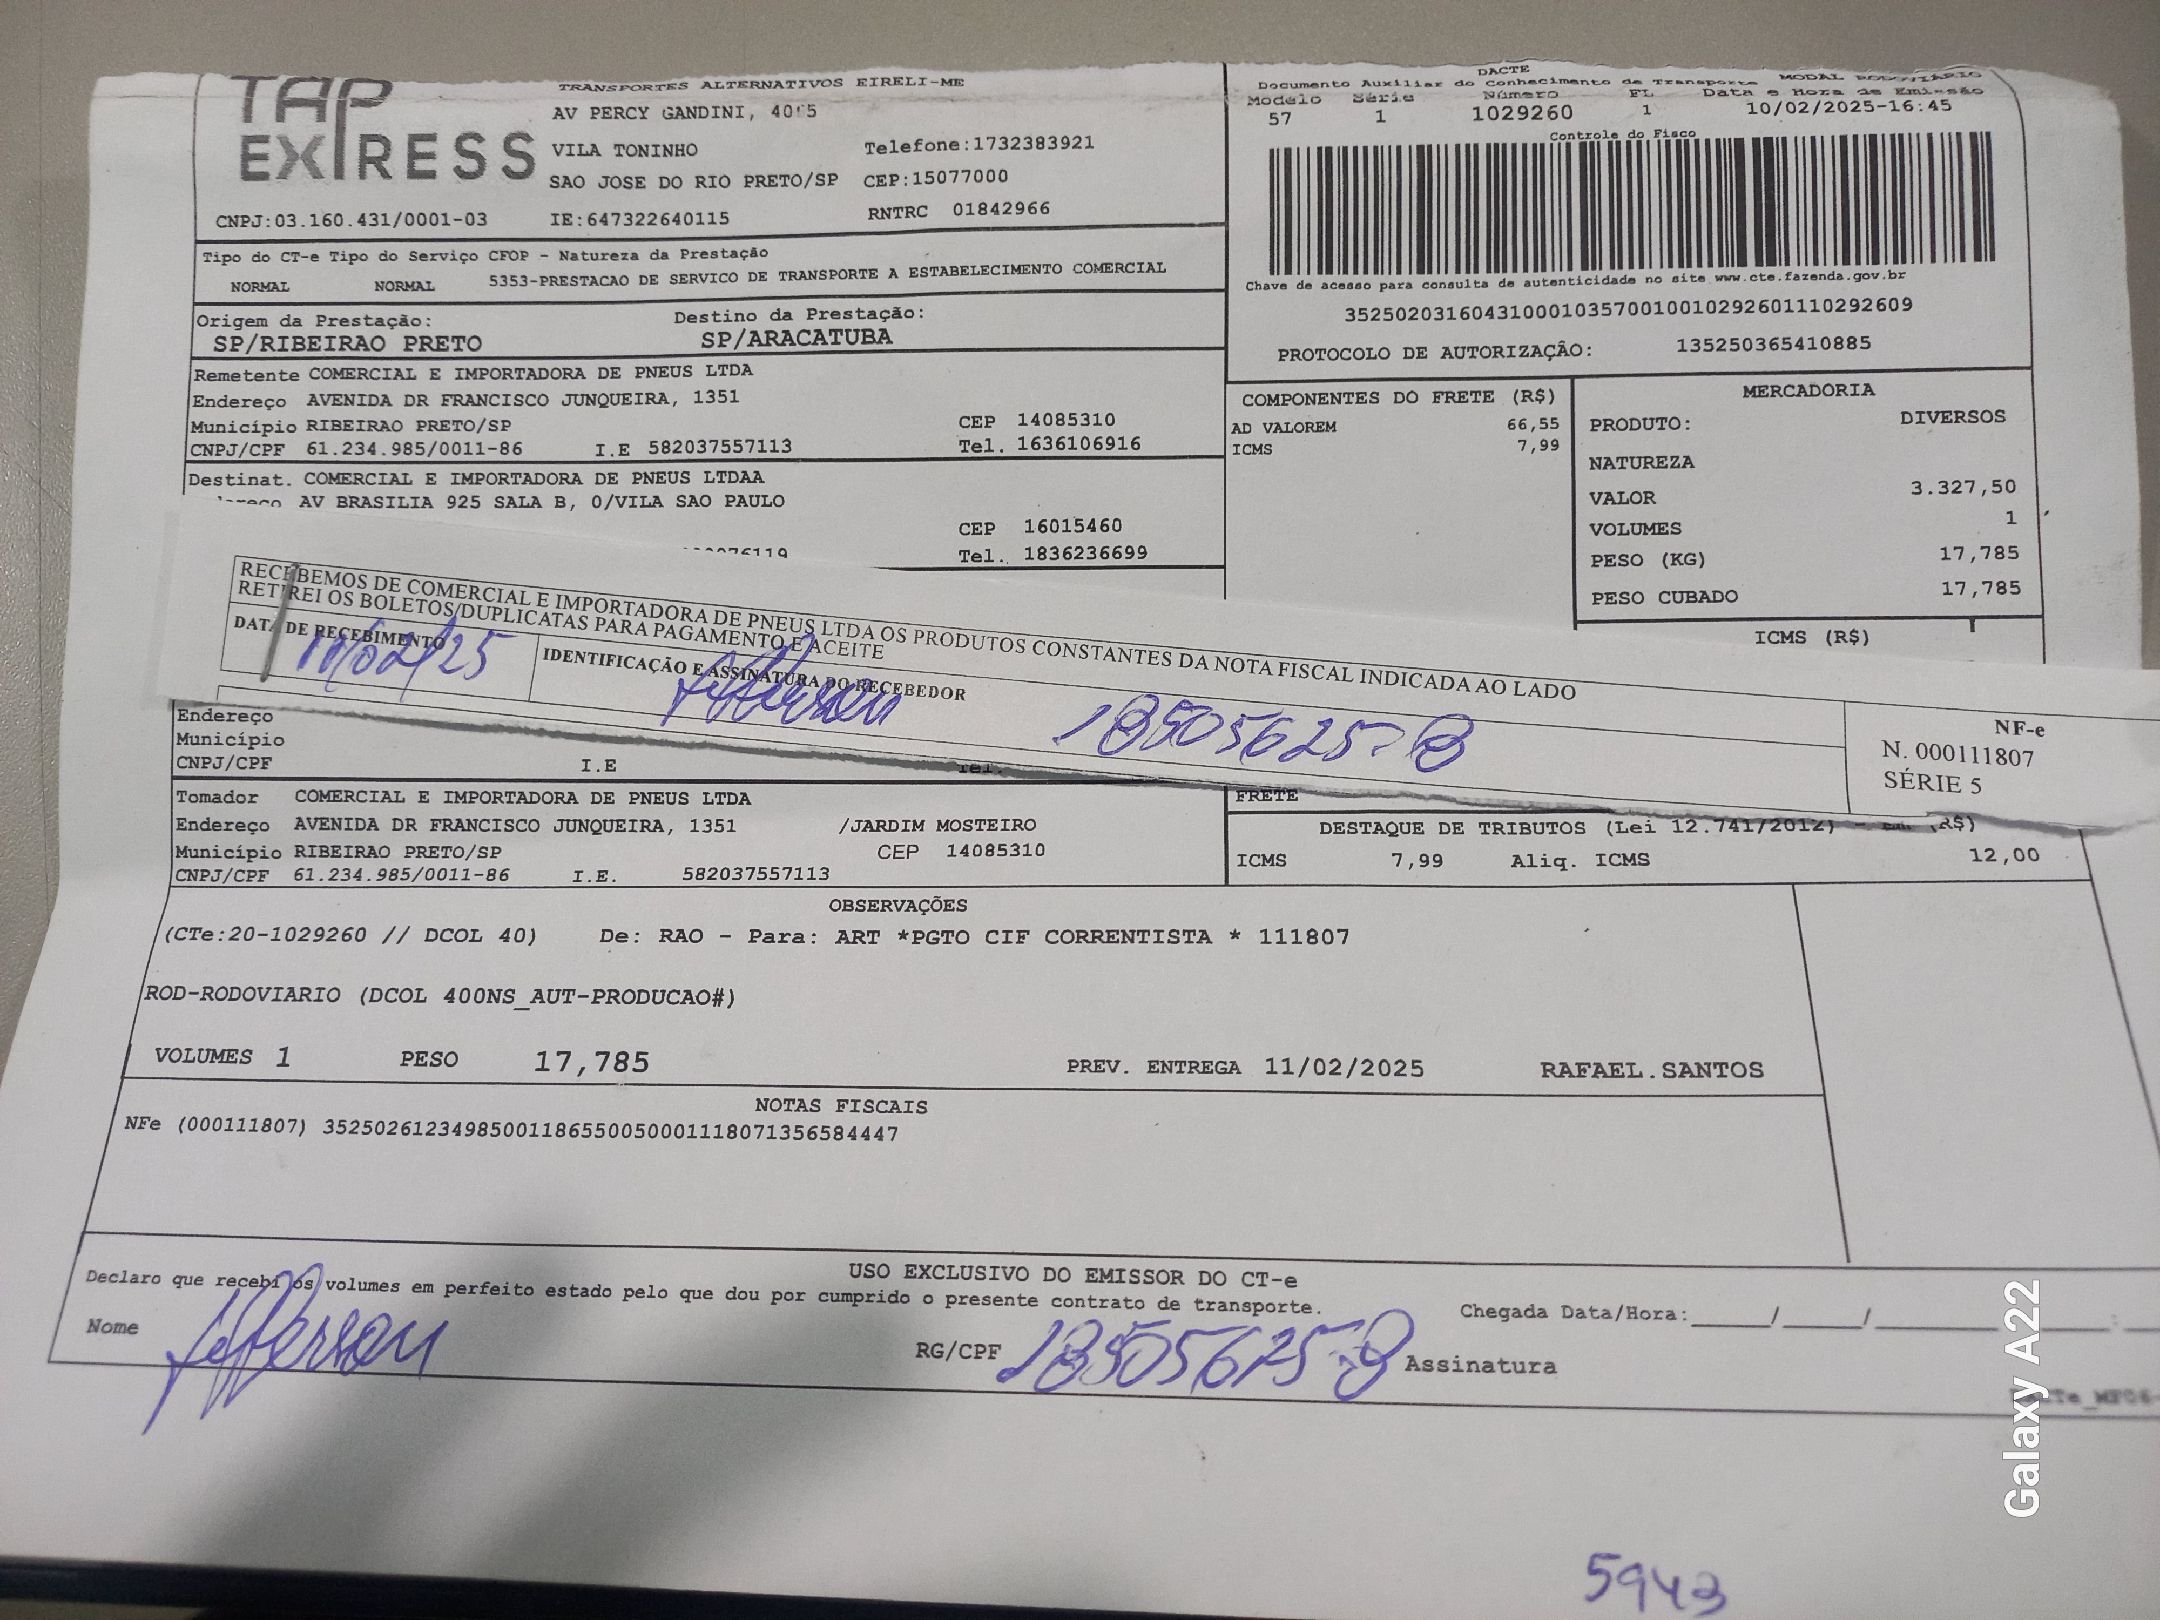 TAP EXPRESS
TRANSPORTES ALTERNATIVOS EIRELI-ME
AV PERCY GANDINI,
VILA TONINHO Telefone:1732383921
SAO JOSE DO RIO PRETO/SP CEP:15077000
CNPJ:03.160.431/0001-03 IE:647322640115 RNTRC 01842966
DACTE
Documento Auxiliar do Conhecimento de Transporte MODAL RODOVIÁRIO
Modelo Série Número FL Data e Hora de Emissão
57 1 1029260 1 10/02/2025-16:45
Controle do Fisco
Chave de acesso para consulta de autenticidade no site www.cte.fazenda.gov.br
35250203160431000103570010010292601110292609
PROTOCOLO DE AUTORIZAÇÃO: 135250365410885
Tipo do CT-e Tipo do Serviço CFOP - Natureza da Prestação
NORMAL NORMAL 5353-PRESTACAO DE SERVICO DE TRANSPORTE A ESTABELECIMENTO COMERCIAL
Origem da Prestação: Destino da Prestação:
SP/RIBEIRAO PRETO SP/ARACATUBA
Remetente COMERCIAL E IMPORTADORA DE PNEUS LTDA
Endereço AVENIDA DR FRANCISCO JUNQUEIRA, 1351
Município RIBEIRAO PRETO/SP CEP 14085310
CNPJ/CPF 61.234.985/0011-86 I.E 582037557113 Tel. 1636106916
Destinat. COMERCIAL E IMPORTADORA DE PNEUS LTDAA
AV BRASILIA 925 SALA B, 0/VILA SAO PAULO
CEP 16015460
Tel. 1836236699
COMPONENTES DO FRETE (R$)
AD VALOREM 66,55
ICMS 7,99
MERCADORIA
PRODUTO: DIVERSOS
NATUREZA
VALOR 3.327,50
VOLUMES 1
PESO (KG) 17,785
PESO CUBADO 17,785
ICMS (R$)
RECEBEMOS DE COMERCIAL E IMPORTADORA DE PNEUS LTDA OS PRODUTOS CONSTANTES DA NOTA FISCAL INDICADA AO LADO
RETIREI OS BOLETOS/DUPLICATAS PARA PAGAMENTO E ACEITE
DATA DE RECEBIMENTO IDENTIFICAÇÃO E ASSINATURA DO RECEBEDOR
Jefferson 18505625-8
NF-e
N. 000111807
SÉRIE 5
Endereço
Município
CNPJ/CPF I.E Tel.
Tomador COMERCIAL E IMPORTADORA DE PNEUS LTDA
Endereço AVENIDA DR FRANCISCO JUNQUEIRA, 1351 /JARDIM MOSTEIRO
Município RIBEIRAO PRETO/SP CEP 14085310
CNPJ/CPF 61.234.985/0011-86 I.E. 582037557113
FRETE
DESTAQUE DE TRIBUTOS (Lei 12.741/2012) - (R$)
ICMS 7,99 Aliq. ICMS 12,00
OBSERVAÇÕES
(CTe:20-1029260 // DCOL 40) De: RAO - Para: ART *PGTO CIF CORRENTISTA * 111807
ROD-RODOVIARIO (DCOL 400NS_AUT-PRODUCAO#)
VOLUMES 1 PESO 17,785 PREV. ENTREGA 11/02/2025 RAFAEL.SANTOS
NOTAS FISCAIS
NFe (000111807) 35250261234985001186550050001118071356584447
USO EXCLUSIVO DO EMISSOR DO CT-e
Declaro que recebi os volumes em perfeito estado pelo que dou por cumprido o presente contrato de transporte.
Chegada Data/Hora:_____/_____/
Nome Jefferson RG/CPF 18505625-8 Assinatura
5943
Galaxy A22